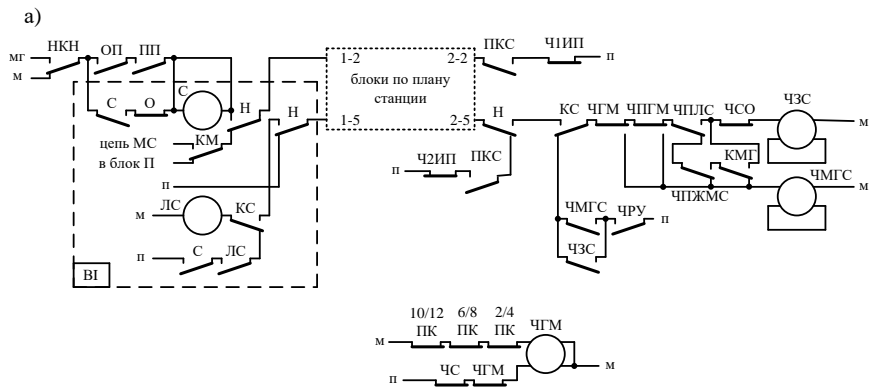 а)
НКН ОП ПП
мг
м
С О С Н Н
КМ
цепь МС
в блок П
п
м ЛС КС
п С ЛС
BI
1-2 2-2
блоки по плану
станции
1-5 2-5
ПКС Ч1ИП п
Н
п Ч2ИП ПКС
КС ЧГМ ЧПГМ ЧПЛС ЧСО ЧЗС м
КМГ
ЧПЖМС ЧМГС м
ЧМГС ЧРУ п
ЧЗС
10/12 6/8 2/4
м ПК ПК ПК ЧГМ
п ЧС ЧГМ м